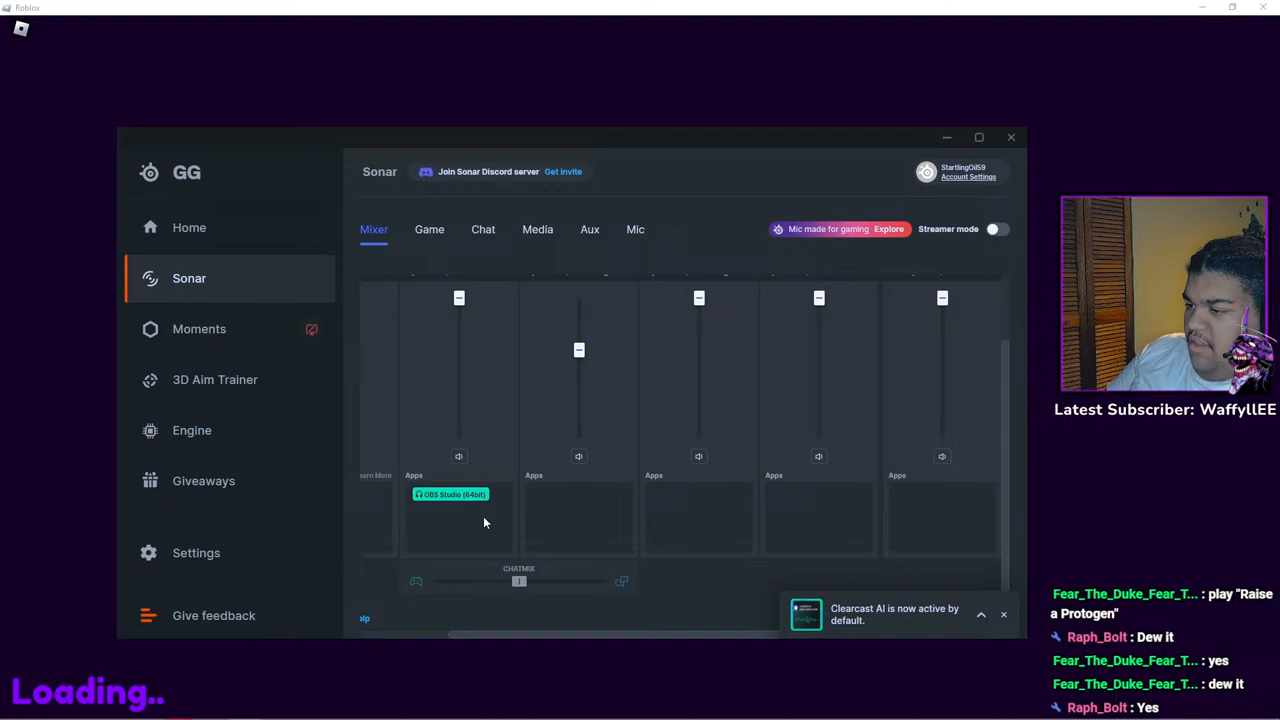 Roblox
GG
Home
Sonar
Moments
3D Aim Trainer
Engine
Giveaways
Settings
Give feedback
Sonar
Join Sonar Discord server Get invite
StartlingOil59
Account Settings
Mixer Game Chat Media Aux Mic
Mic made for gaming Explore
Streamer mode
earn More
Apps Apps Apps Apps Apps
OBS Studio (64bit)
CHATMIX
Clearcast AI is now active by
default.
Loading..
Latest Subscriber: WaffyllEE
Fear_The_Duke_Fear_T... : play "Raise
a Protogen"
Raph_Bolt : Dew it
Fear_The_Duke_Fear_T... : yes
Fear_The_Duke_Fear_T... : dew it
Raph_Bolt : Yes